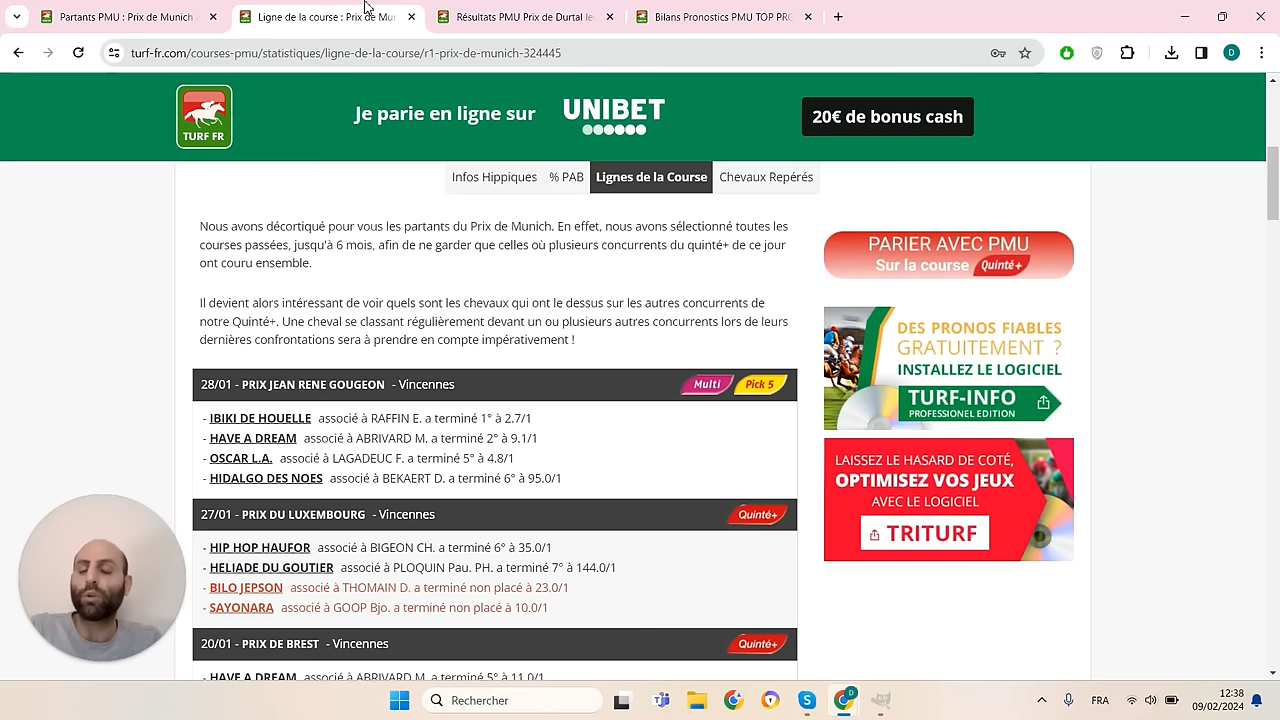 PartAnts PMU : Prix de Munich
Ligne de la course : Prix de Mun
Résultats PMU Prix de Durtal le
Bilans Pronostics PMU TOP PRO
turf-fr.com/courses-pmu/statistiques/ligne-de-la-course/r1-prix-de-munich-324445
D
TURF FR
Je parie en ligne sur
UNIBET
20€ de bonus cash
Infos Hippiques
% PAB
Lignes de la Course
Chevaux Repérés
Nous avons décortiqué pour vous les partants du Prix de Munich. En effet, nous avons sélectionné toutes les
courses passées, jusqu'à 6 mois, afin de ne garder que celles où plusieurs concurrents du quinté+ de ce jour
ont couru ensemble.
Il devient alors intéressant de voir quels sont les chevaux qui ont le dessus sur les autres concurrents de
notre Quinté+. Une cheval se classant régulièrement devant un ou plusieurs autres concurrents lors de leurs
dernières confrontations sera à prendre en compte impérativement !
28/01 - PRIX JEAN RENE GOUGEON - Vincennes
Multi
Pick 5
- IBIKI DE HOUELLE associé à RAFFIN E. a terminé 1° à 2.7/1
- HAVE A DREAM associé à ABRIVARD M. a terminé 2° à 9.1/1
- OSCAR L.A. associé à LAGADEUC F. a terminé 5° à 4.8/1
- HIDALGO DES NOES associé à BEKAERT D. a terminé 6° à 95.0/1
27/01 - PRIX DU LUXEMBOURG - Vincennes
Quinté+
- HIP HOP HAUFOR associé à BIGEON CH. a terminé 6° à 35.0/1
- HELIADE DU GOUTIER associé à PLOQUIN Pau. PH. a terminé 7° à 144.0/1
- BILO JEPSON associé à THOMAIN D. a terminé non placé à 23.0/1
- SAYONARA associé à GOOP Bjo. a terminé non placé à 10.0/1
20/01 - PRIX DE BREST - Vincennes
Quinté+
- HAVE A DREAM associé à ABRIVARD M. a terminé 5° à 11.0/1
PARIER AVEC PMU
Sur la course Quinté+
DES PRONOS FIABLES
GRATUITEMENT ?
INSTALLEZ LE LOGICIEL
TURF-INFO
PROFESSIONEL EDITION
LAISSEZ LE HASARD DE COTÉ,
OPTIMISEZ VOS JEUX
AVEC LE LOGICIEL
TRITURF
Rechercher
D
FRA
12:38
09/02/2024